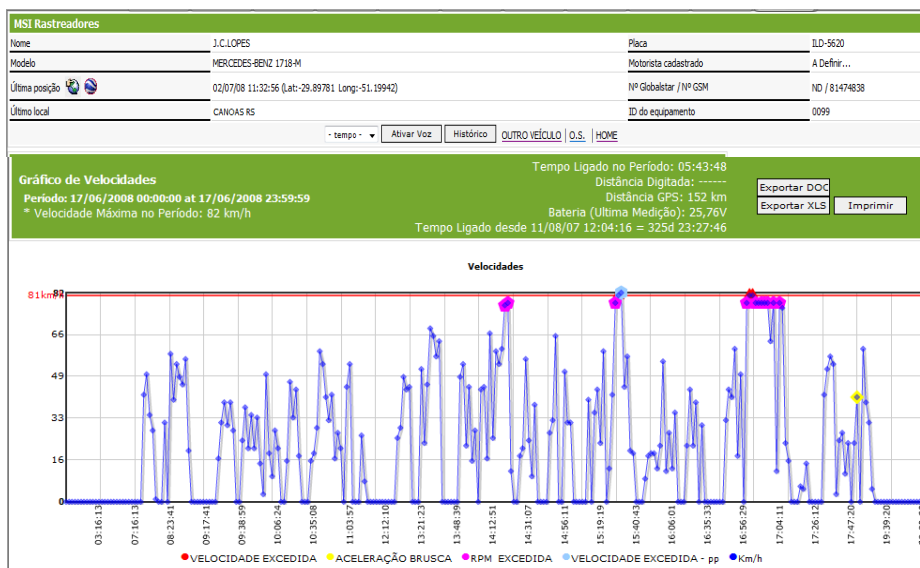 MSI Rastreadores
Nome J.C.LOPES Placa ILD-5620
Modelo MERCEDES-BENZ 1718-M Motorista cadastrado A Definir...
Última posição 02/07/08 11:32:56 (Lat:-29.89781 Long:-51.19942) Nº Globalstar / Nº GSM ND / 81474838
Último local CANOAS RS ID do equipamento 0099
- tempo - Ativar Voz Histórico OUTRO VEÍCULO | O.S. | HOME
Tempo Ligado no Período: 05:43:48
Gráfico de Velocidades Distância Digitada: ------
Exportar DOC
Período: 17/06/2008 00:00:00 at 17/06/2008 23:59:59 Distância GPS: 152 km
Exportar XLS Imprimir
* Velocidade Máxima no Período: 82 km/h Bateria (Ultima Medição): 25,76V
Tempo Ligado desde 11/08/07 12:04:16 = 325d 23:27:46
Velocidades
82
81km/h
66
49
33
16
0
03:16:13 07:16:13 08:23:41 09:17:41 09:38:59 10:06:24 10:35:08 11:03:57 12:12:10 13:21:23 13:48:39 14:12:51 14:31:07 14:56:11 15:19:19 15:40:43 16:06:01 16:35:33 16:56:29 17:04:11 17:26:12 17:47:20 19:39:20
VELOCIDADE EXCEDIDA ACELERAÇÃO BRUSCA RPM EXCEDIDA VELOCIDADE EXCEDIDA - pp Km/h